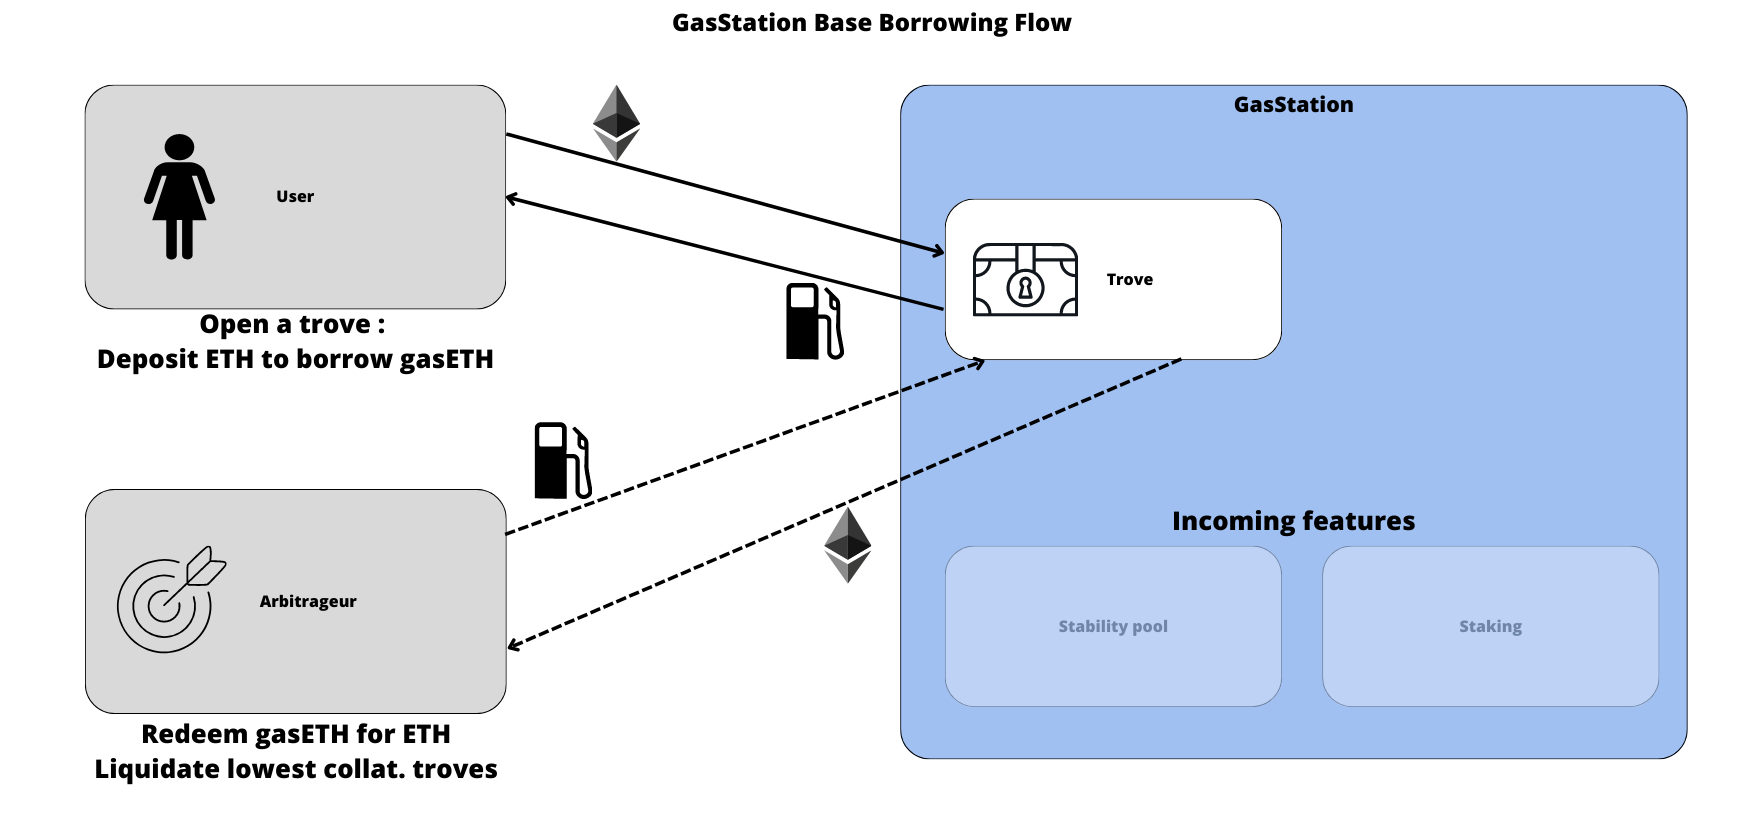 GasStation Base Borrowing Flow
GasStation
User
Trove
Open a trove :
Deposit ETH to borrow gasETH
Incoming features
Arbitrageur
Stability pool
Staking
Redeem gasETH for ETH
Liquidate lowest collat. troves